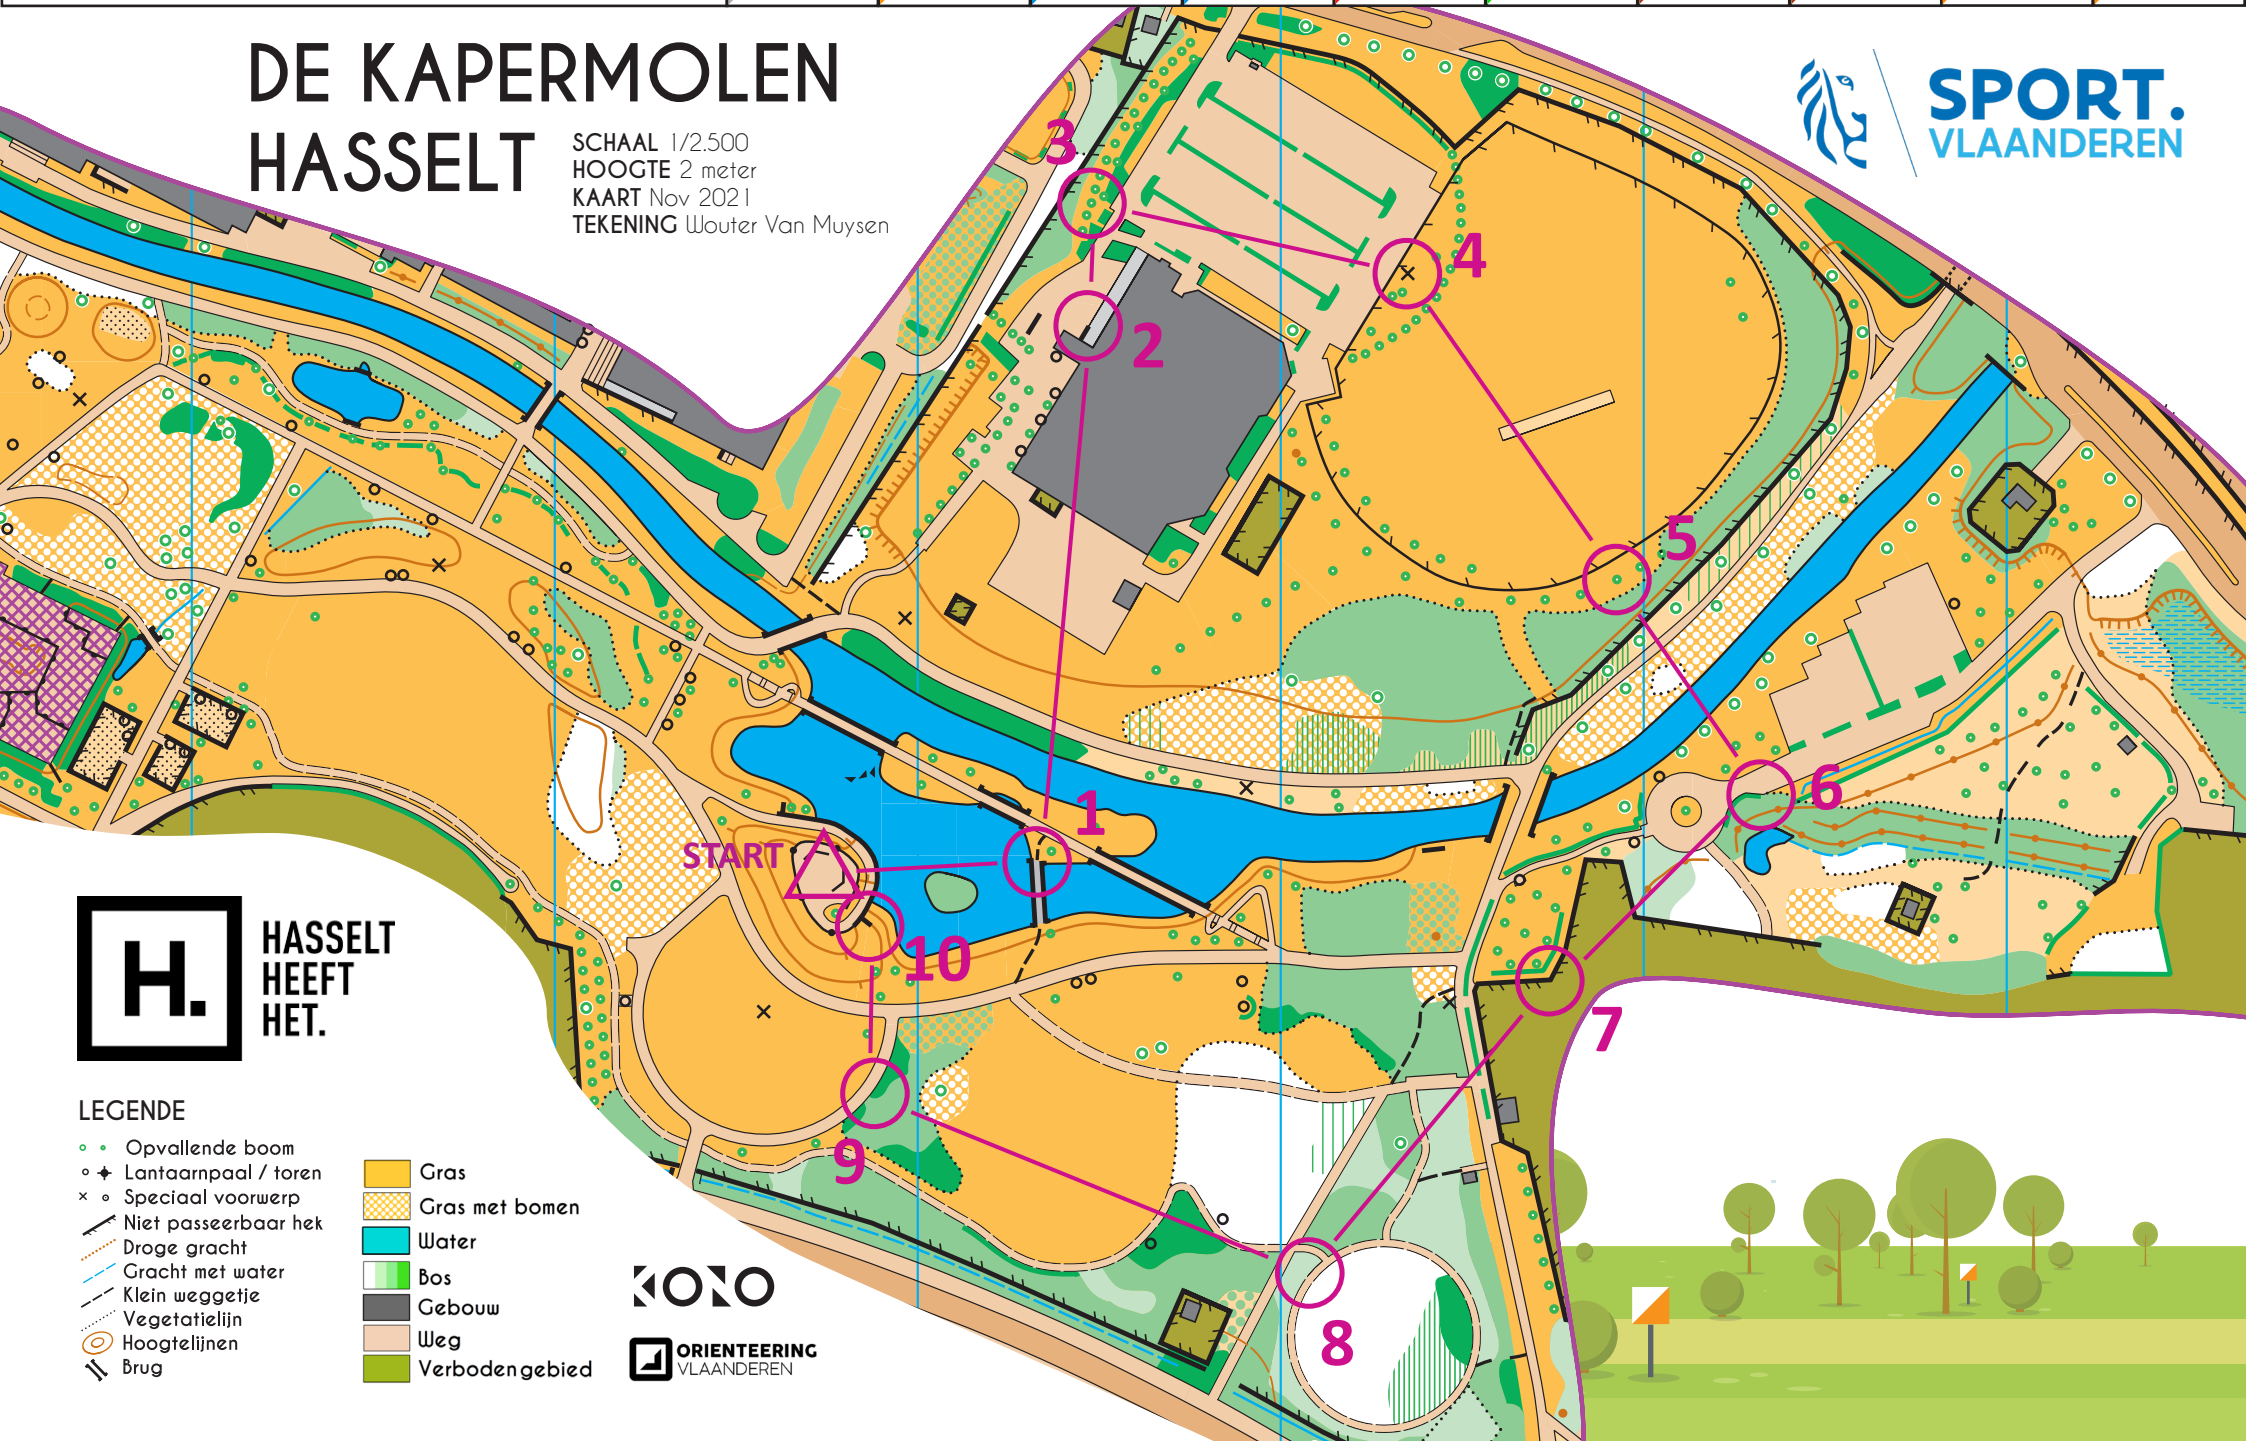 DE KAPERMOLEN
HASSELT
SCHAAL 1/2.500
HOOGTE 2 meter
KAART Nov 2021
TEKENING Wouter Van Muysen
SPORT.
VLAANDEREN
3
4
2
5
1
6
START
10
7
9
8
H.
HASSELT
HEEFT
HET.
LEGENDE
Opvallende boom
Lantaarnpaal / toren
Speciaal voorwerp
Niet passeerbaar hek
Droge gracht
Gracht met water
Klein weggetje
Vegetatielijn
Hoogtelijnen
Brug
Gras
Gras met bomen
Water
Bos
Gebouw
Weg
Verboden gebied
KONO
ORIENTEERING
VLAANDEREN